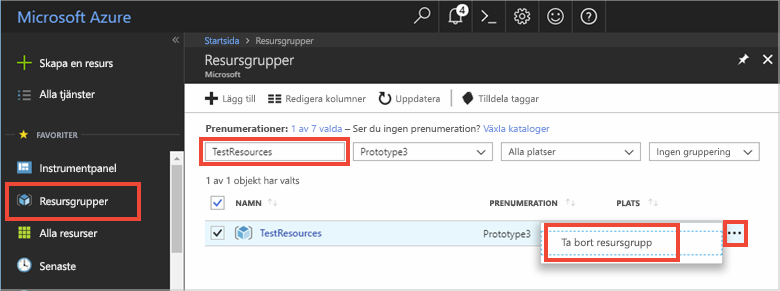 Microsoft Azure
4
Startsida > Resursgrupper
Resursgrupper
Microsoft
Skapa en resurs
Alla tjänster
FAVORITER
Instrumentpanel
Resursgrupper
Alla resurser
Senaste
Lägg till Redigera kolumner Uppdatera Tilldela taggar
Prenumerationer: 1 av 7 valda – Ser du ingen prenumeration? Växla kataloger
TestResources Prototype3 Alla platser Ingen gruppering
1 av 1 objekt har valts
NAMN PRENUMERATION PLATS
TestResources Prototype3
Ta bort resursgrupp